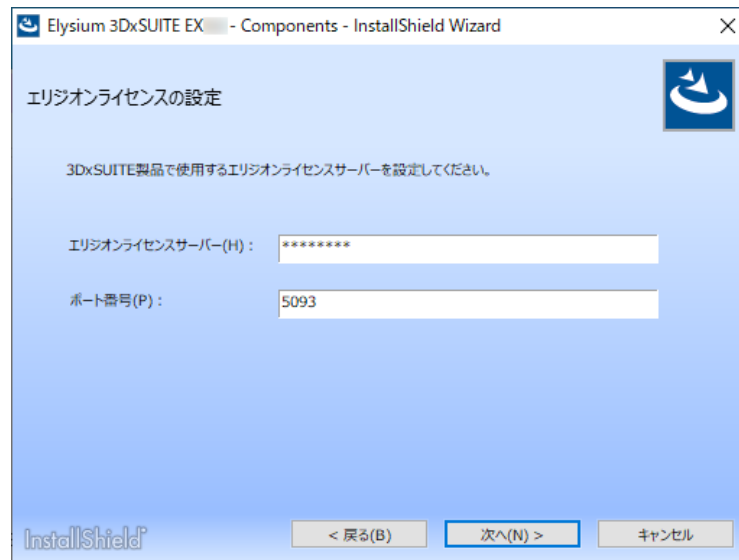 Elysium 3DxSUITE EX - Components - InstallShield Wizard
エリジオンライセンスの設定
3DxSUITE製品で使用するエリジオンライセンスサーバーを設定してください。
エリジオンライセンスサーバー(H)： ********
ポート番号(P)： 5093
InstallShield
< 戻る(B) 次へ(N) > キャンセル